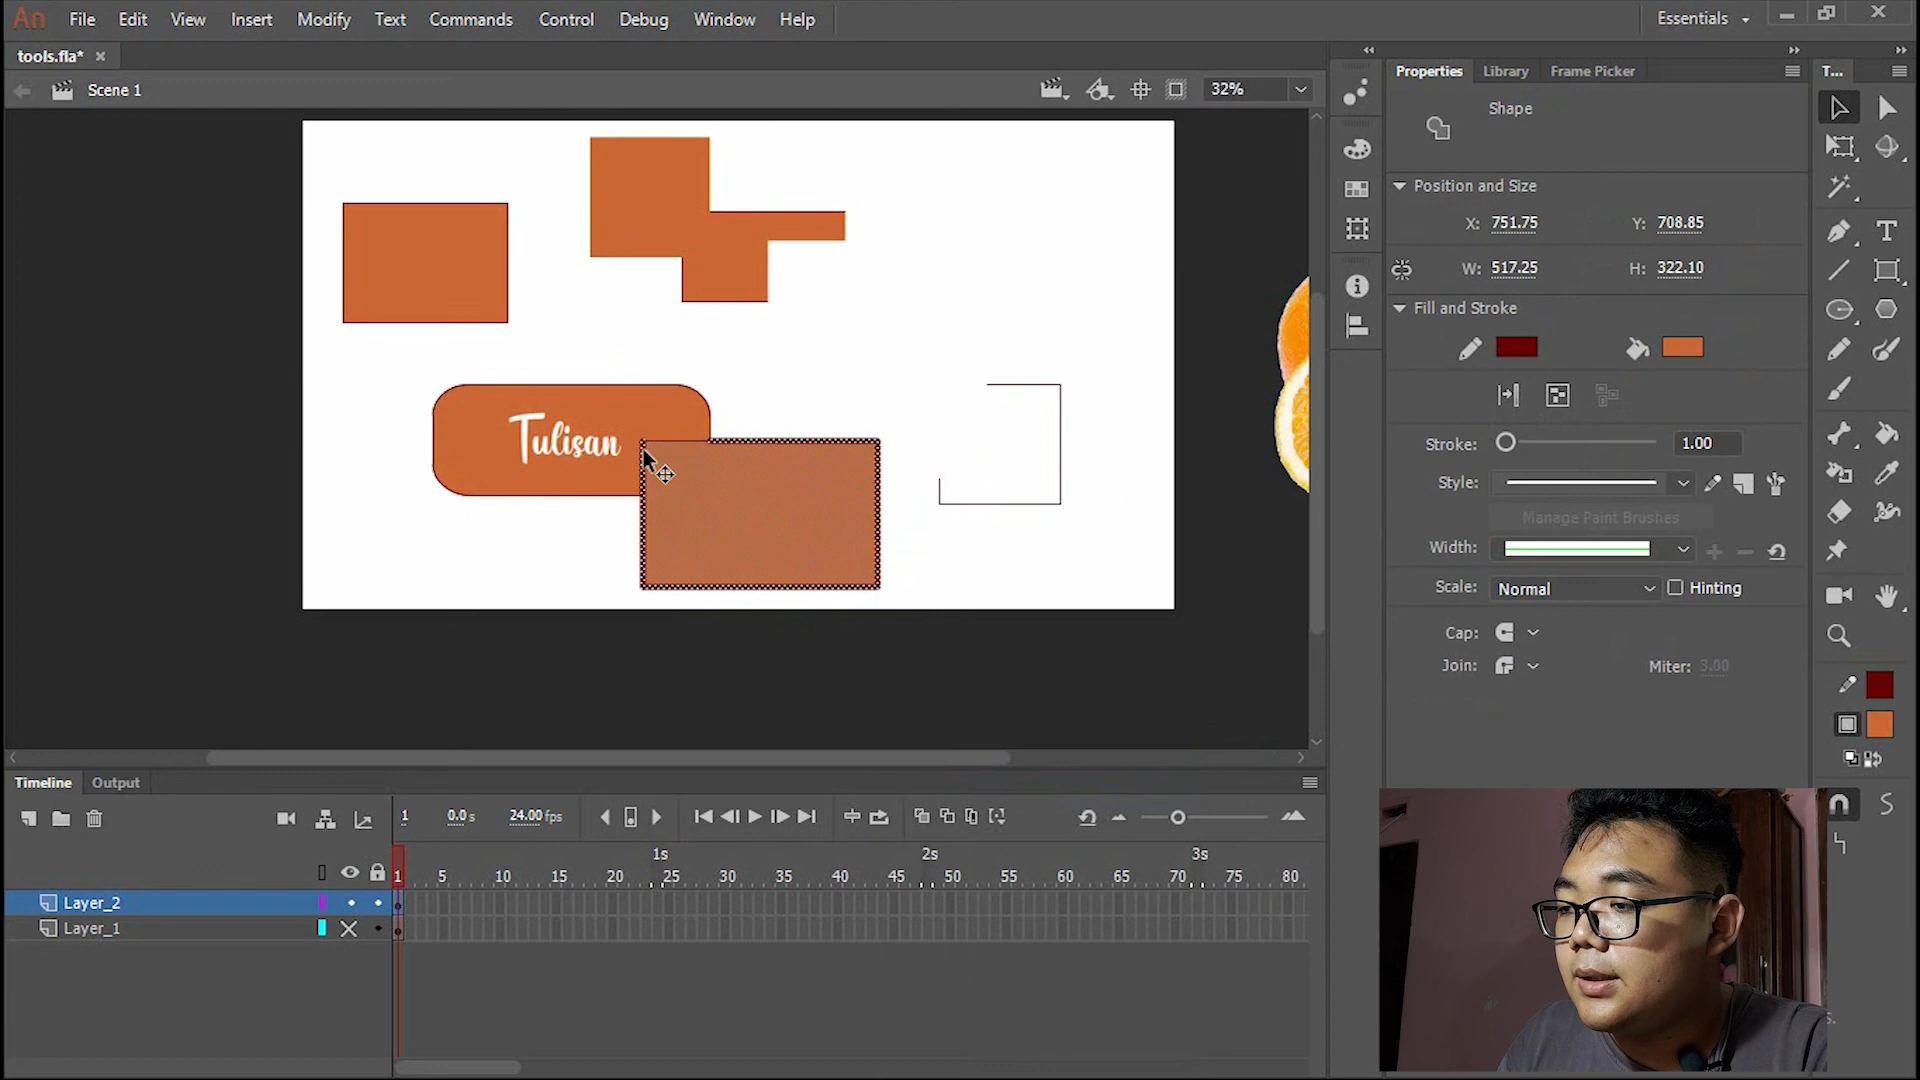 An File Edit View Insert Modify Text Commands Control Debug Window Help Essentials
tools.fla*
Scene 1 32%
Properties Library Frame Picker T...
Shape
Position and Size
X: 751.75 Y: 708.85
W: 517.25 H: 322.10
Fill and Stroke
Stroke: 1.00
Style:
Manage Paint Brushes
Width:
Scale: Normal Hinting
Cap:
Join: Miter: 3.00
Tulisan
Timeline Output
1 0.0 s 24.00 fps
1s 2s 3s
1 5 10 15 20 25 30 35 40 45 50 55 60 65 70 75 80
Layer_2
Layer_1